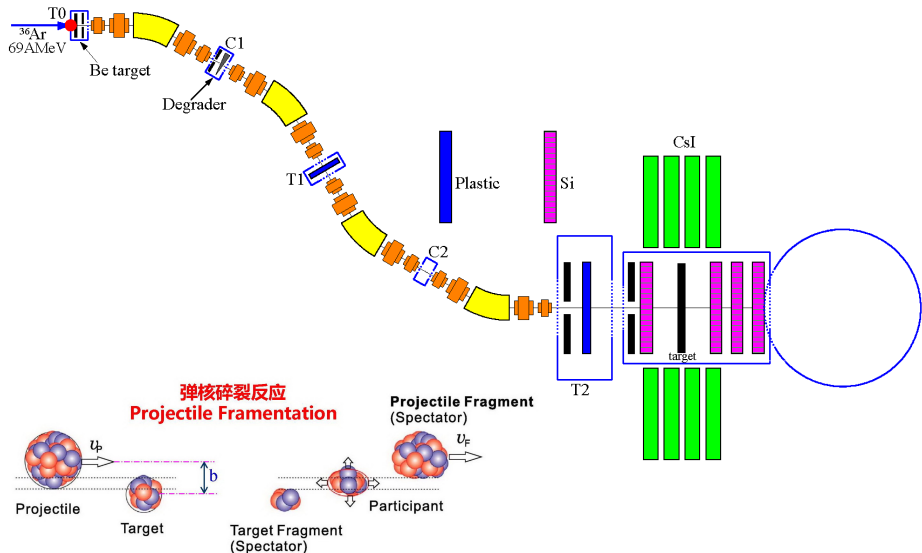 T0
36Ar
69AMeV
Be target
C1
Degrader
T1
Plastic
Si
CsI
C2
target
T2
弹核碎裂反应
Projectile Framentation
Projectile Fragment
(Spectator)
υP
υF
b
Projectile
Target
Target Fragment
(Spectator)
Participant